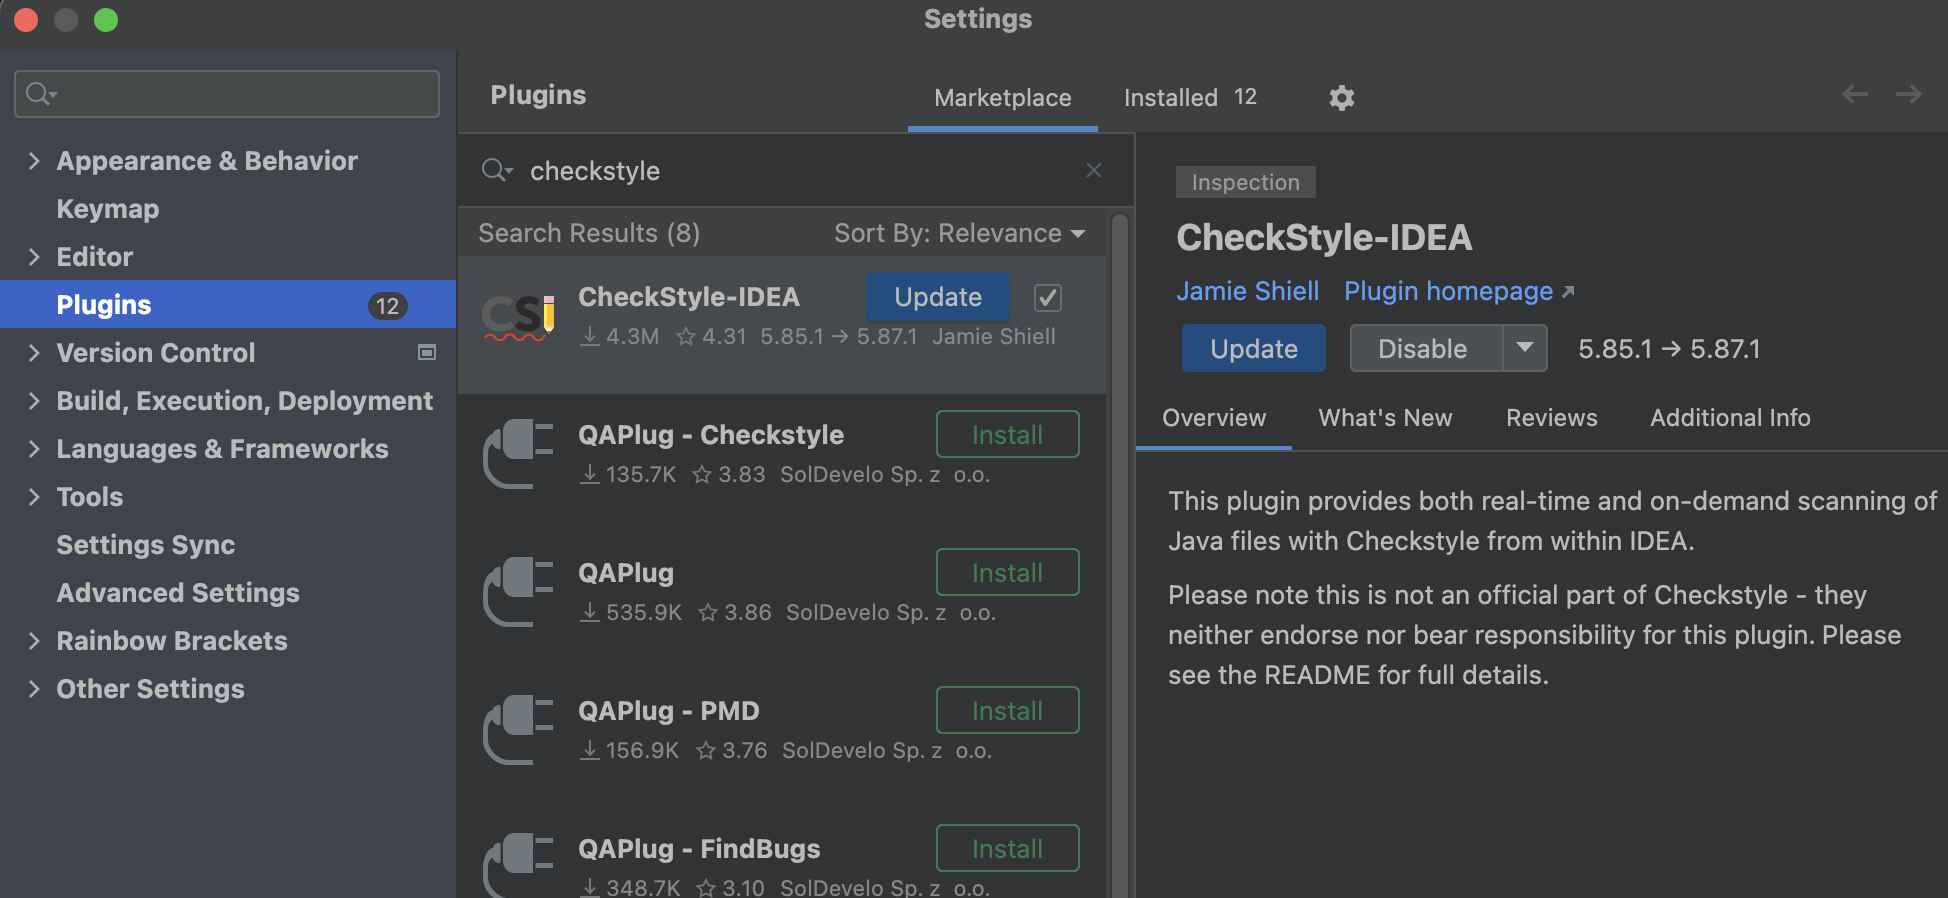 Settings
Plugins
Marketplace
Installed 12
Appearance & Behavior
Keymap
Editor
Plugins 12
Version Control
Build, Execution, Deployment
Languages & Frameworks
Tools
Settings Sync
Advanced Settings
Rainbow Brackets
Other Settings
checkstyle
Search Results (8)
Sort By: Relevance
CS
CheckStyle-IDEA
Update
4.3M 4.31 5.85.1 → 5.87.1 Jamie Shiell
QAPlug - Checkstyle
Install
135.7K 3.83 SolDevelo Sp. z o.o.
QAPlug
Install
535.9K 3.86 SolDevelo Sp. z o.o.
QAPlug - PMD
Install
156.9K 3.76 SolDevelo Sp. z o.o.
QAPlug - FindBugs
Install
348.7K 3.10 SolDevelo Sp. z o.o.
Inspection
CheckStyle-IDEA
Jamie Shiell Plugin homepage ↗
Update Disable 5.85.1 → 5.87.1
Overview What's New Reviews Additional Info
This plugin provides both real-time and on-demand scanning of
Java files with Checkstyle from within IDEA.
Please note this is not an official part of Checkstyle - they
neither endorse nor bear responsibility for this plugin. Please
see the README for full details.